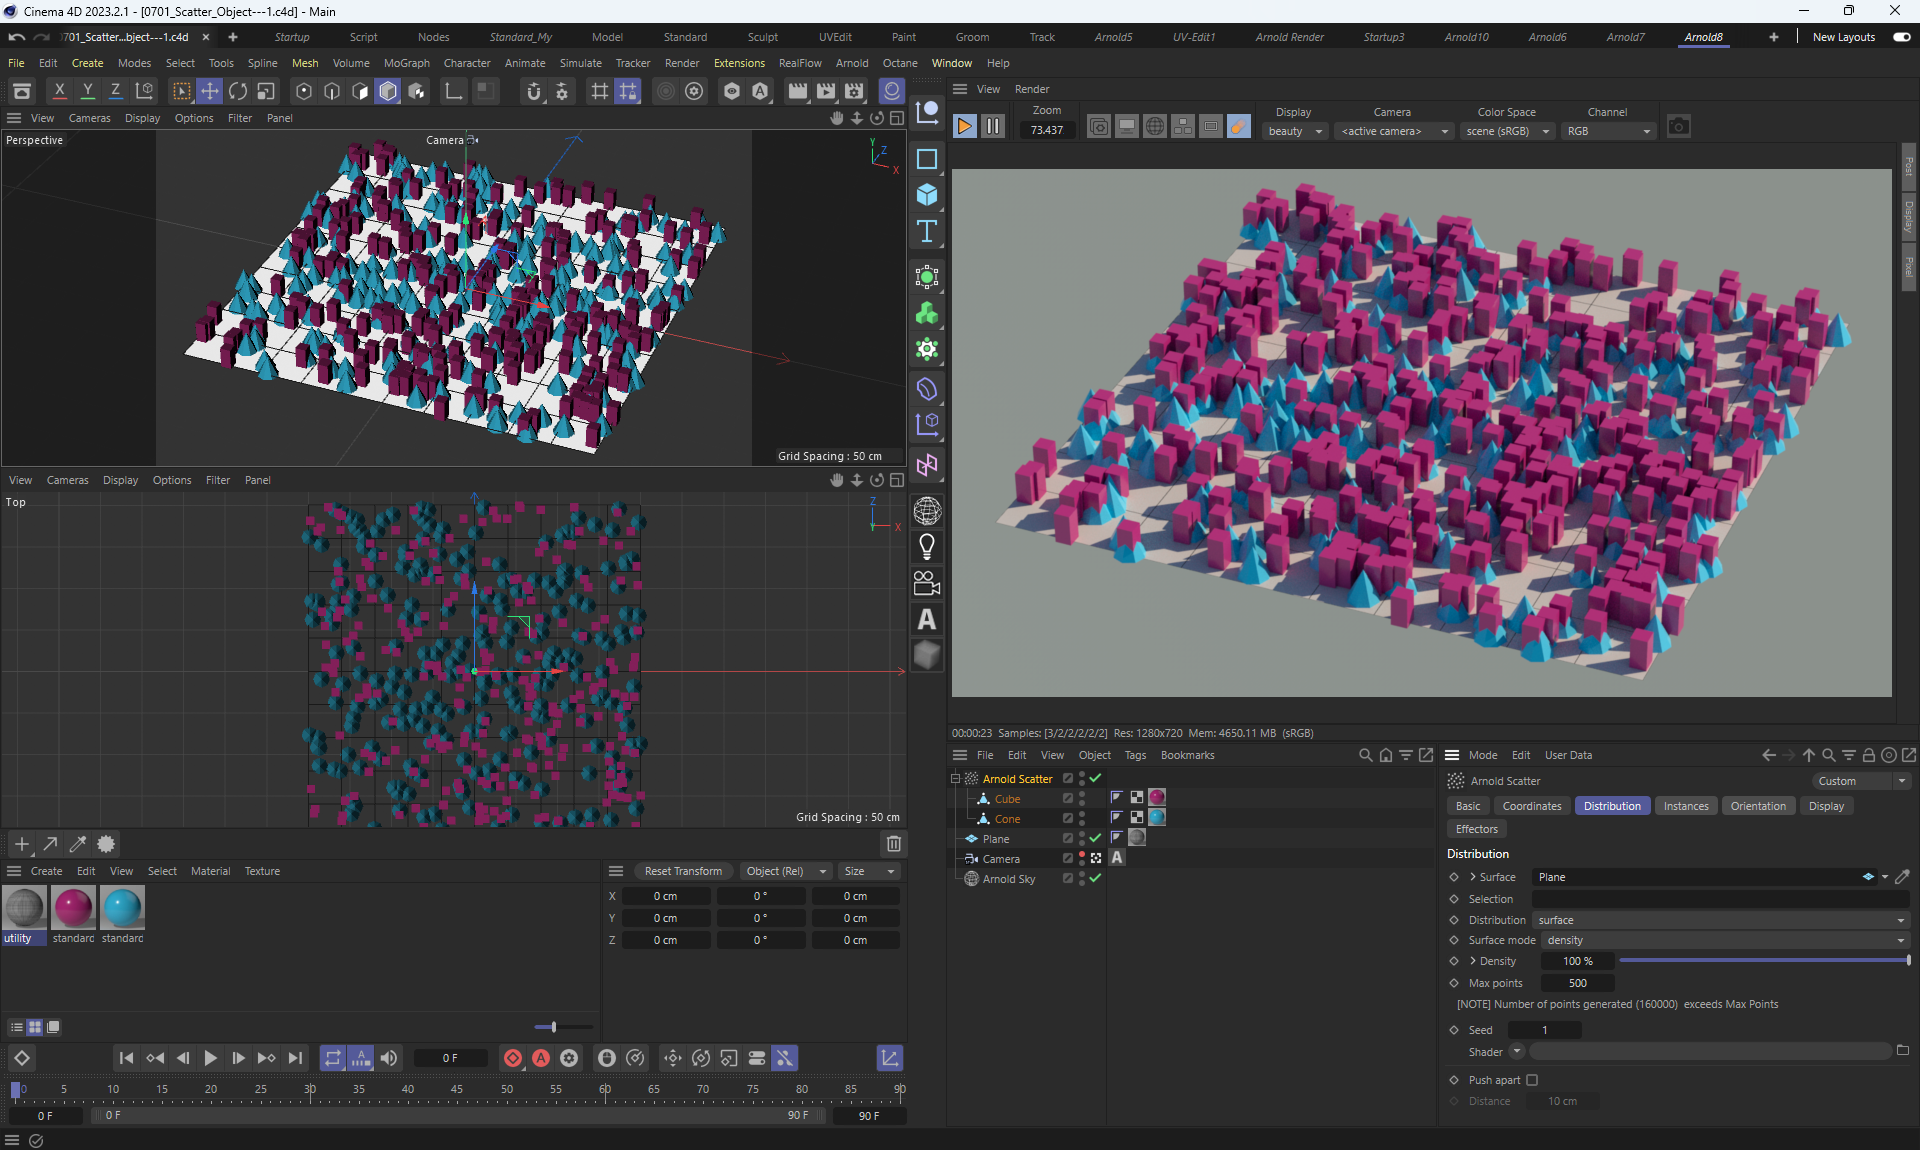 Cinema 4D 2023.2.1 - [0701_Scatter_Object---1.c4d] - Main
701_Scatter...bject---1.c4d Startup Script Nodes Standard_My Model Standard Sculpt UVEdit Paint Groom Track Arnold5 UV-Edit1 Arnold Render Startup3 Arnold10 Arnold6 Arnold7 Arnold8 New Layouts
File Edit Create Modes Select Tools Spline Mesh Volume MoGraph Character Animate Simulate Tracker Render Extensions RealFlow Arnold Octane Window Help
X Y Z
View Cameras Display Options Filter Panel
Perspective
Camera
Y
Z
X
Grid Spacing : 50 cm
View Cameras Display Options Filter Panel
Top
Z
Y
X
Grid Spacing : 50 cm
View Render
Zoom
73.437
Display Camera Color Space Channel
beauty <active camera> scene (sRGB) RGB
Post
Display
Pixel
00:00:23 Samples: [3/2/2/2/2/2] Res: 1280x720 Mem: 4650.11 MB (sRGB)
File Edit View Object Tags Bookmarks
Arnold Scatter
Cube
Cone
Plane
Camera
Arnold Sky
Mode Edit User Data
Arnold Scatter Custom
Basic Coordinates Distribution Instances Orientation Display
Effectors
Distribution
Surface Plane
Selection
Distribution surface
Surface mode density
Density 100 %
Max points 500
[NOTE] Number of points generated (160000) exceeds Max Points
Seed 1
Shader
Push apart
Distance 10 cm
Create Edit View Select Material Texture
utility standard standard
Reset Transform Object (Rel) Size
X 0 cm 0 ° 0 cm
Y 0 cm 0 ° 0 cm
Z 0 cm 0 ° 0 cm
0 F
0 5 10 15 20 25 30 35 40 45 50 55 60 65 70 75 80 85 90
0 F 0 F 90 F 90 F